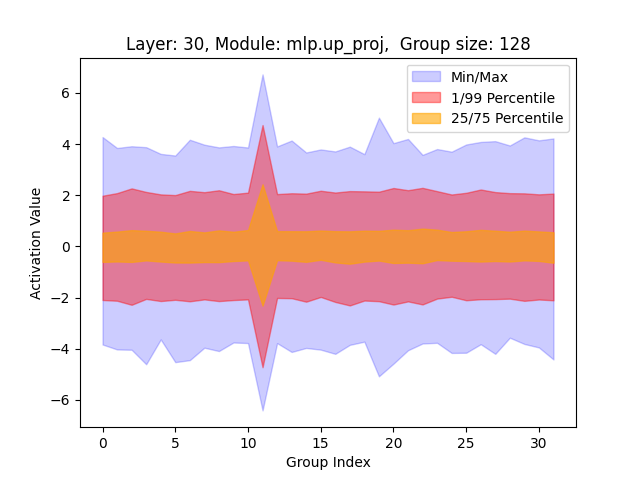 Layer: 30, Module: mlp.up_proj,  Group size: 128
Min/Max
1/99 Percentile
25/75 Percentile
Activation Value
6
4
2
0
−2
−4
−6
0 5 10 15 20 25 30
Group Index